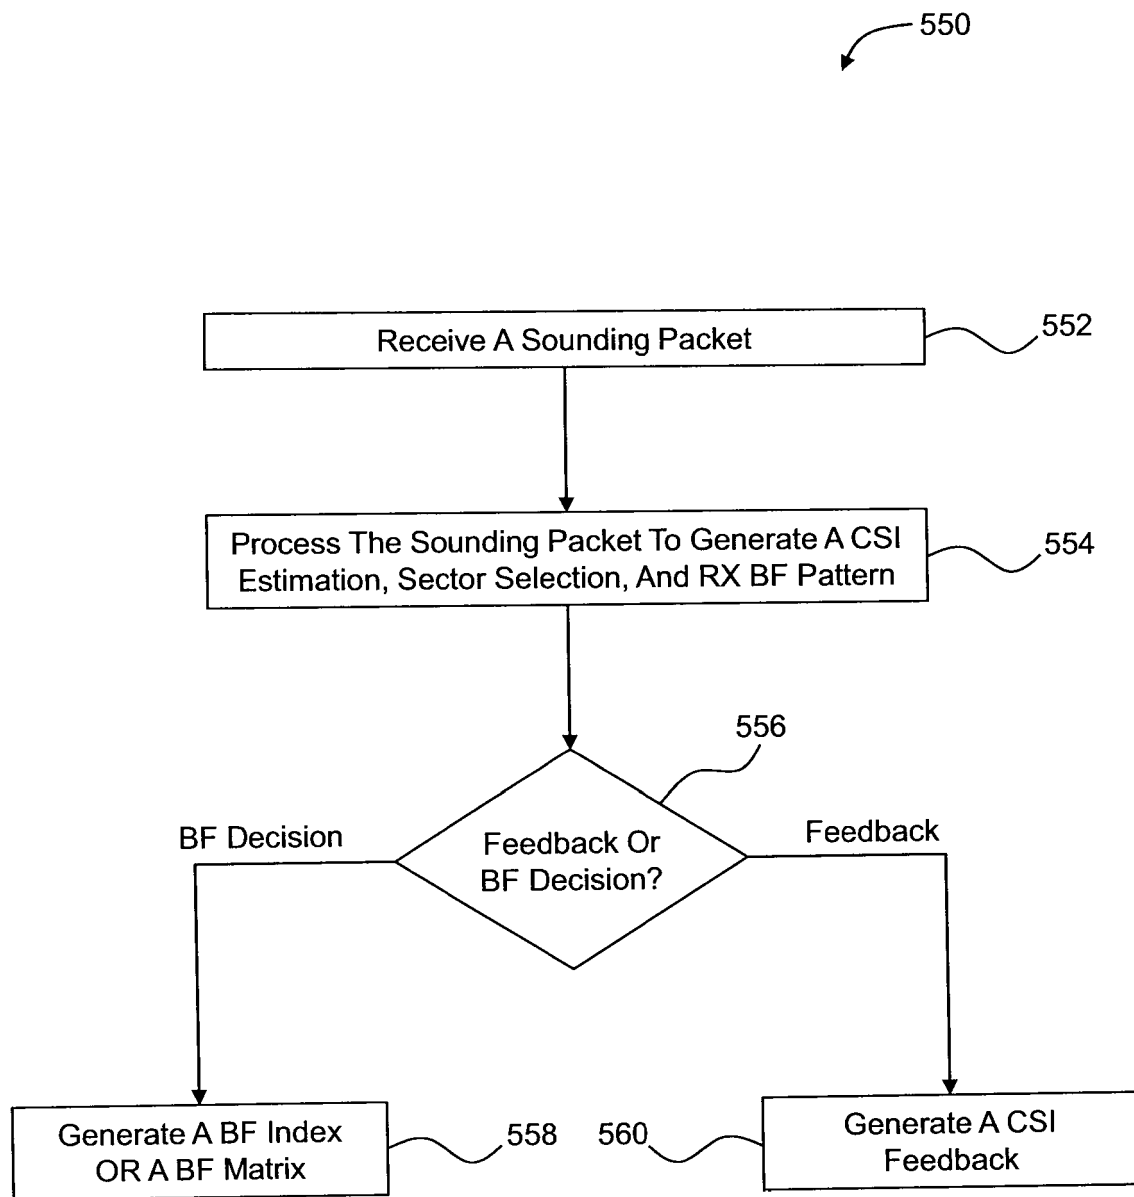 550
Receive A Sounding Packet
552
Process The Sounding Packet To Generate A CSI
Estimation, Sector Selection, And RX BF Pattern
554
556
BF Decision
Feedback Or
BF Decision?
Feedback
Generate A BF Index
OR A BF Matrix
558
560
Generate A CSI
Feedback